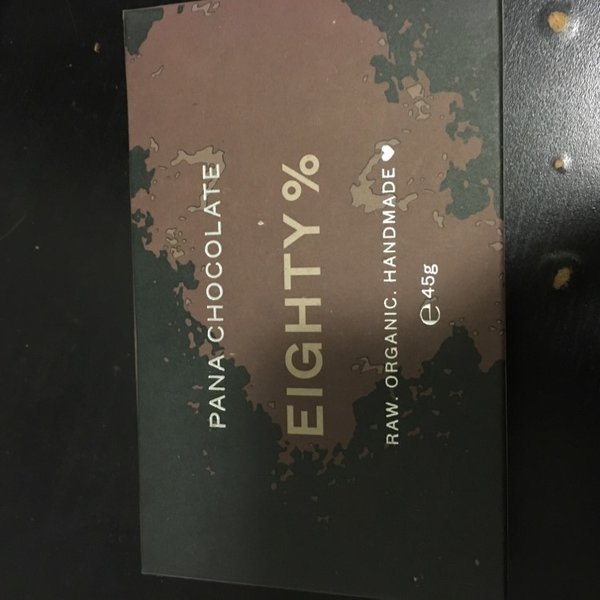 PANA CHOCOLATE
EIGHTY %
RAW. ORGANIC. HANDMADE ♥
℮ 45g